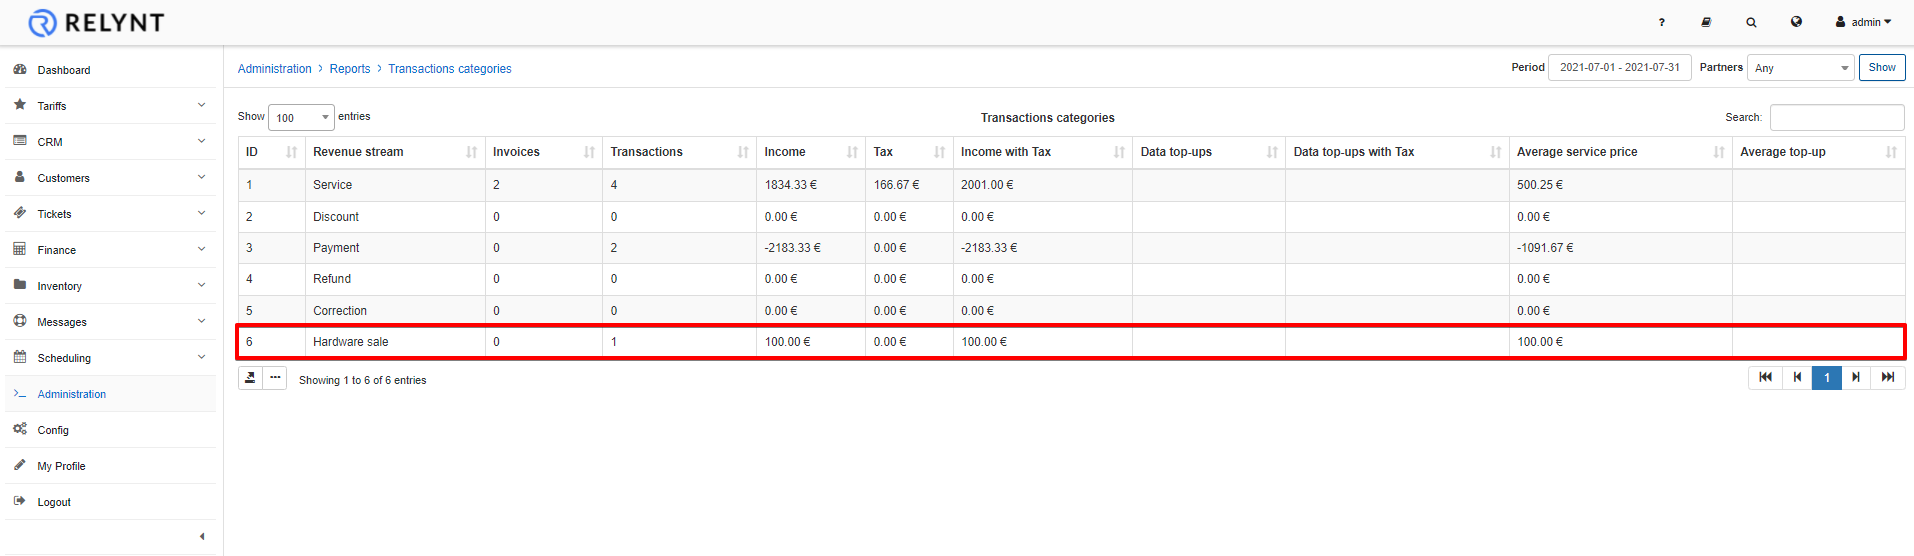 RELYNT
? admin
Dashboard
Tariffs
CRM
Customers
Tickets
Finance
Inventory
Messages
Scheduling
Administration
Config
My Profile
Logout
Administration > Reports > Transactions categories
Period 2021-07-01 - 2021-07-31 Partners Any Show
Show 100 entries
Transactions categories
Search:
ID Revenue stream Invoices Transactions Income Tax Income with Tax Data top-ups Data top-ups with Tax Average service price Average top-up
1 Service 2 4 1834.33 € 166.67 € 2001.00 € 500.25 €
2 Discount 0 0 0.00 € 0.00 € 0.00 € 0.00 €
3 Payment 0 2 -2183.33 € 0.00 € -2183.33 € -1091.67 €
4 Refund 0 0 0.00 € 0.00 € 0.00 € 0.00 €
5 Correction 0 0 0.00 € 0.00 € 0.00 € 0.00 €
6 Hardware sale 0 1 100.00 € 0.00 € 100.00 € 100.00 €
Showing 1 to 6 of 6 entries
1